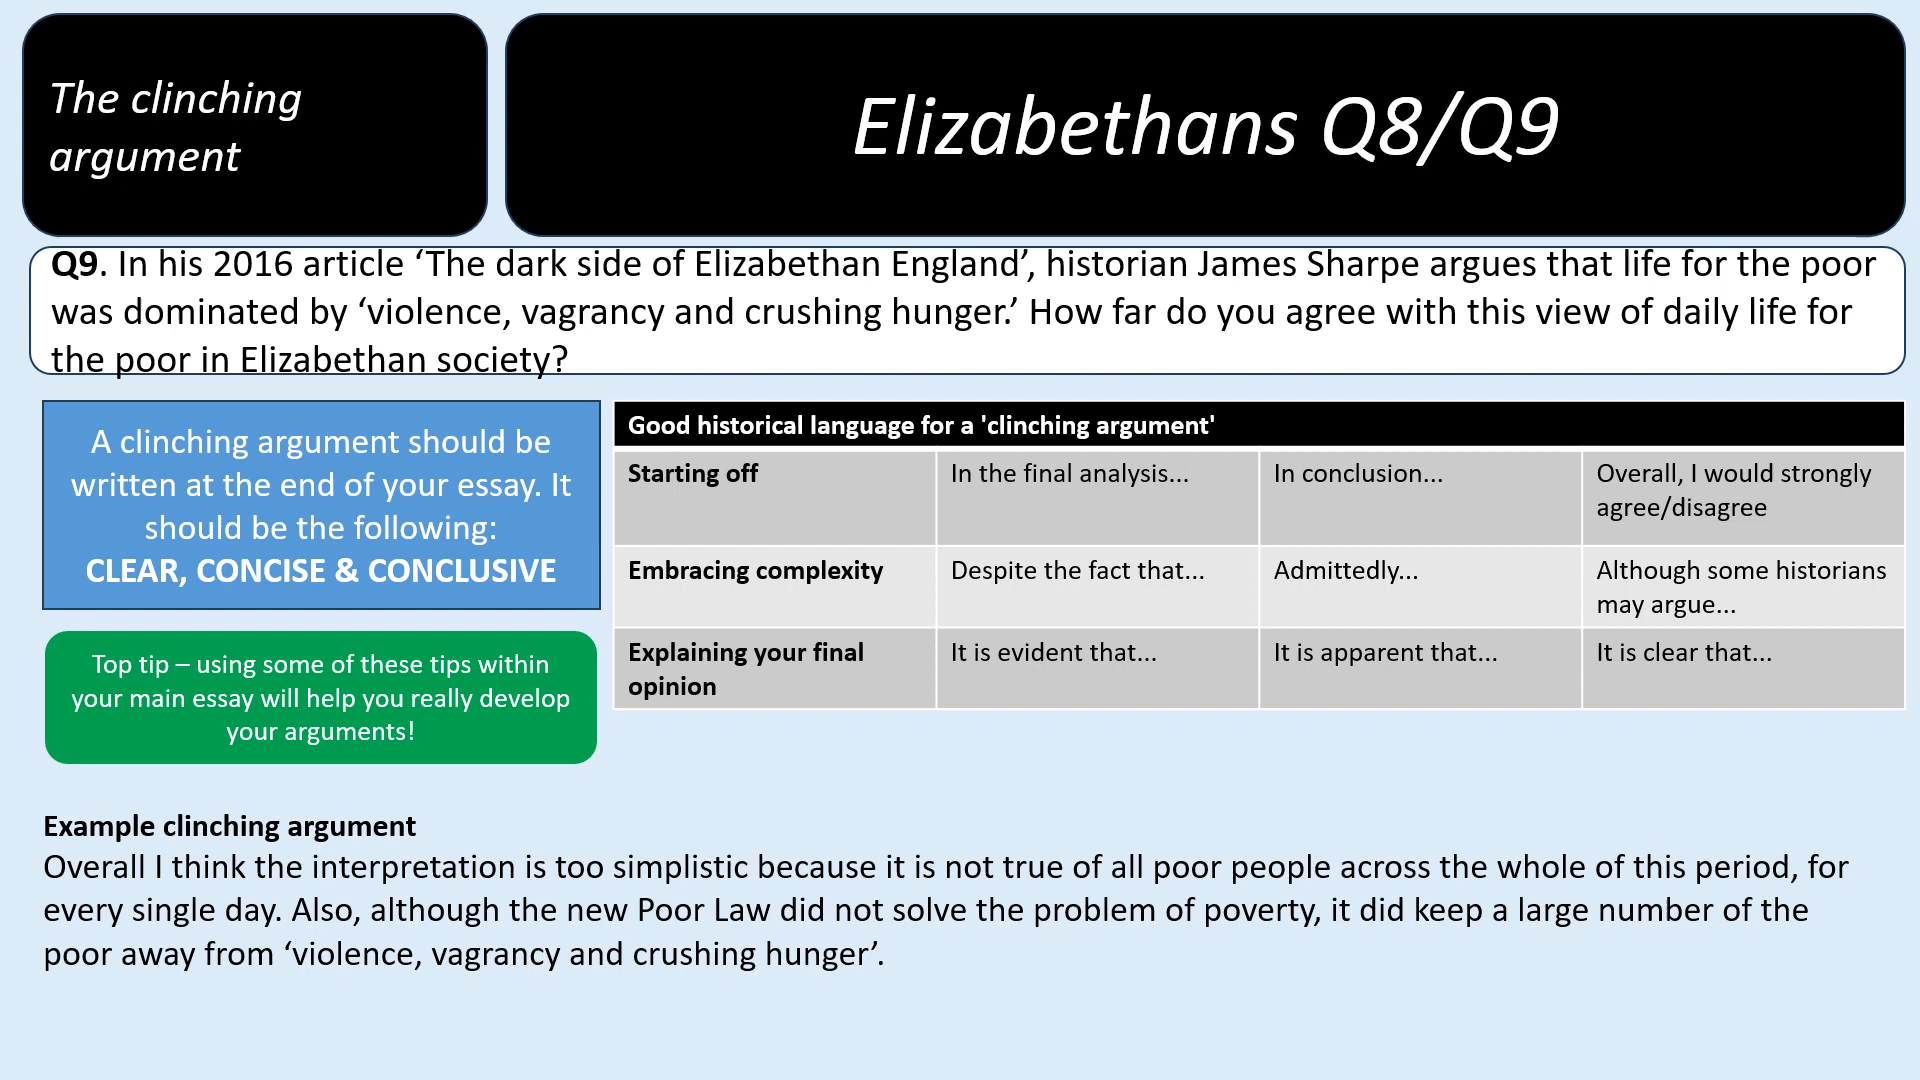 The clinching
argument
Elizabethans Q8/Q9
Q9. In his 2016 article ‘The dark side of Elizabethan England’, historian James Sharpe argues that life for the poor
was dominated by ‘violence, vagrancy and crushing hunger.’ How far do you agree with this view of daily life for
the poor in Elizabethan society?
A clinching argument should be
written at the end of your essay. It
should be the following:
CLEAR, CONCISE & CONCLUSIVE
Top tip – using some of these tips within
your main essay will help you really develop
your arguments!
Good historical language for a 'clinching argument'
Starting off
In the final analysis...
In conclusion...
Overall, I would strongly
agree/disagree
Embracing complexity
Despite the fact that...
Admittedly...
Although some historians
may argue...
Explaining your final
opinion
It is evident that...
It is apparent that...
It is clear that...
Example clinching argument
Overall I think the interpretation is too simplistic because it is not true of all poor people across the whole of this period, for
every single day. Also, although the new Poor Law did not solve the problem of poverty, it did keep a large number of the
poor away from ‘violence, vagrancy and crushing hunger’.